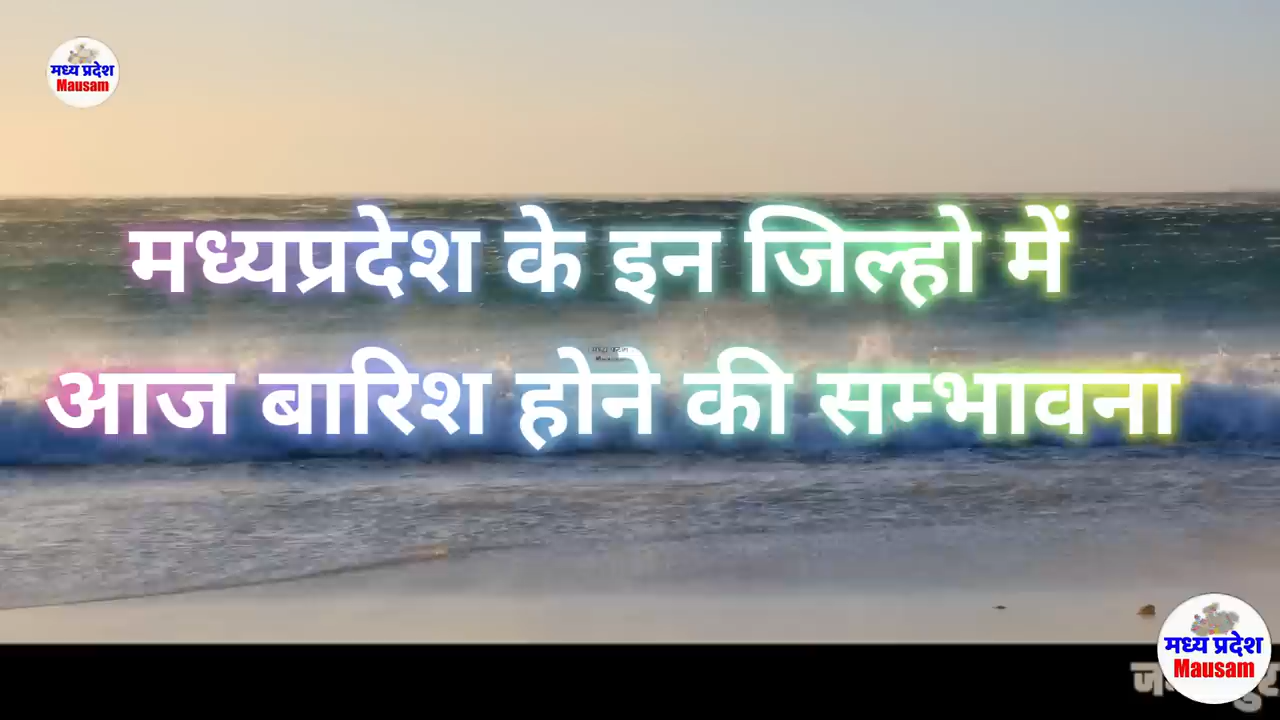 मध्य प्रदेश
Mausam
मध्यप्रदेश के इन जिल्हो में
आज बारिश होने की सम्भावना
मध्य प्रदेश
Mausam